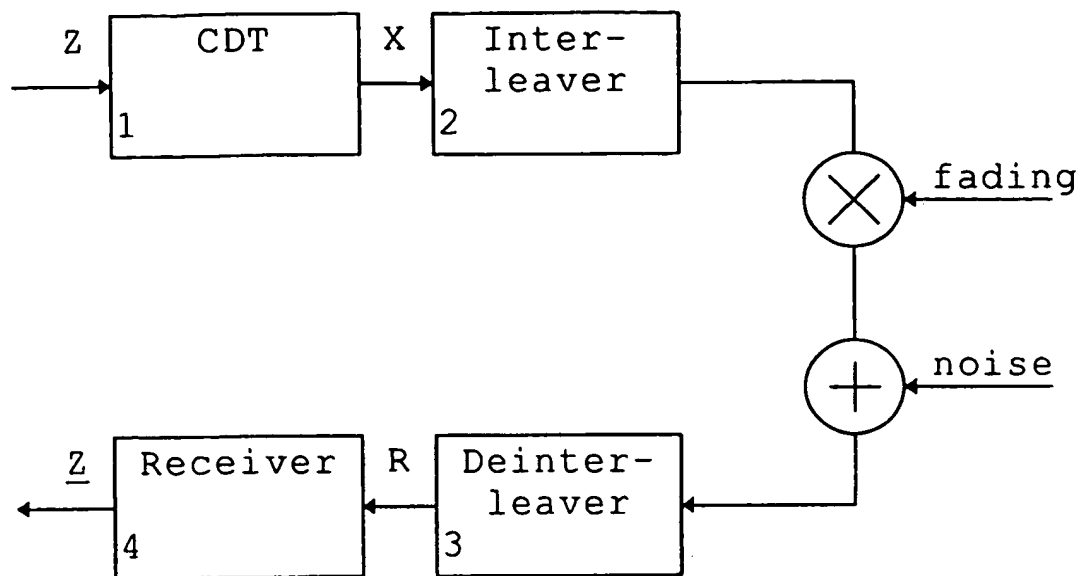 Z
CDT
1
X
Inter-
leaver
2
fading
noise
Z
Receiver
4
R
Deinter-
leaver
3